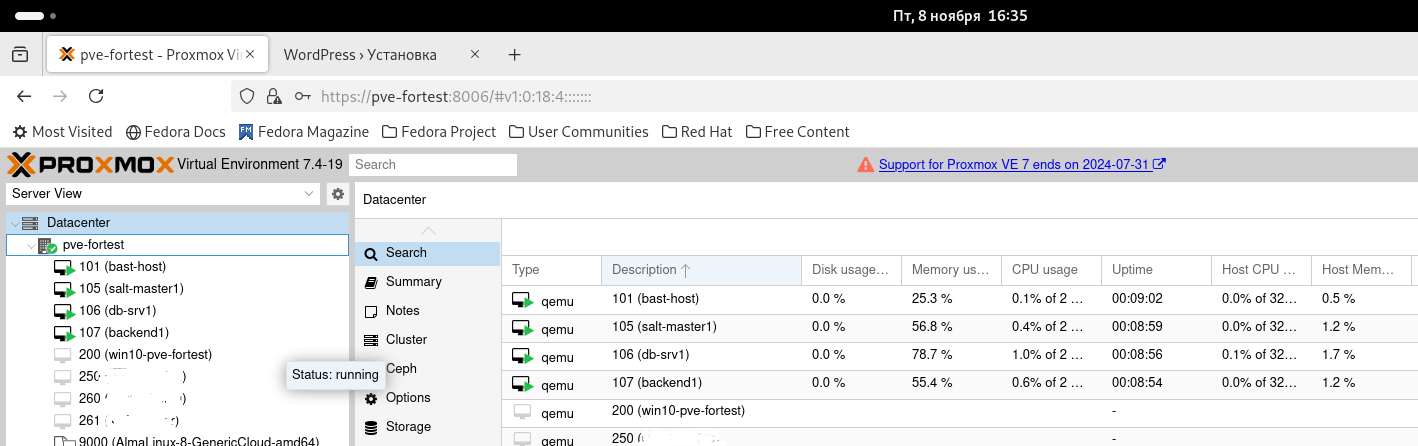 Пт, 8 ноября 16:35
pve-fortest - Proxmox Vi
WordPress › Установка
https://pve-fortest:8006/#v1:0:18:4:::::::
Most Visited Fedora Docs Fedora Magazine Fedora Project User Communities Red Hat Free Content
PROXMOX Virtual Environment 7.4-19 Search Support for Proxmox VE 7 ends on 2024-07-31
Server View
Datacenter
pve-fortest
101 (bast-host)
105 (salt-master1)
106 (db-srv1)
107 (backend1)
200 (win10-pve-fortest)
250
260
261
9000 (AlmaLinux-8-GenericCloud-amd64)
Status: running
Datacenter
Search
Summary
Notes
Cluster
Ceph
Options
Storage
Type Description Disk usage... Memory us... CPU usage Uptime Host CPU ... Host Mem...
qemu 101 (bast-host) 0.0 % 25.3 % 0.1% of 2 ... 00:09:02 0.0% of 32... 0.5 %
qemu 105 (salt-master1) 0.0 % 56.8 % 0.4% of 2 ... 00:08:59 0.0% of 32... 1.2 %
qemu 106 (db-srv1) 0.0 % 78.7 % 1.0% of 2 ... 00:08:56 0.1% of 32... 1.7 %
qemu 107 (backend1) 0.0 % 55.4 % 0.6% of 2 ... 00:08:54 0.0% of 32... 1.2 %
qemu 200 (win10-pve-fortest) -
qemu 250 -